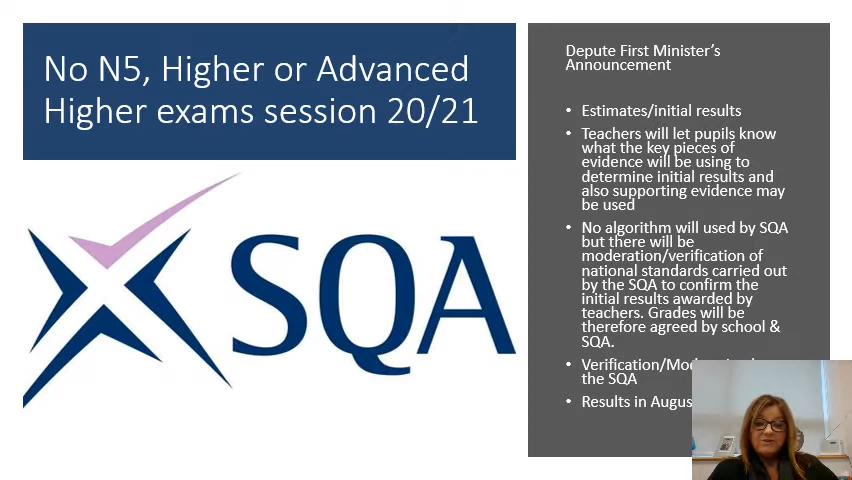 No N5, Higher or Advanced
Higher exams session 20/21
SQA
Depute First Minister's
Announcement
• Estimates/initial results
• Teachers will let pupils know
what the key pieces of
evidence will be using to
determine initial results and
also supporting evidence may
be used
• No algorithm will used by SQA
but there will be
moderation/verification of
national standards carried out
by the SQA to confirm the
initial results awarded by
teachers. Grades will be
therefore agreed by school &
SQA.
• Verification/
the SQA
• Results in